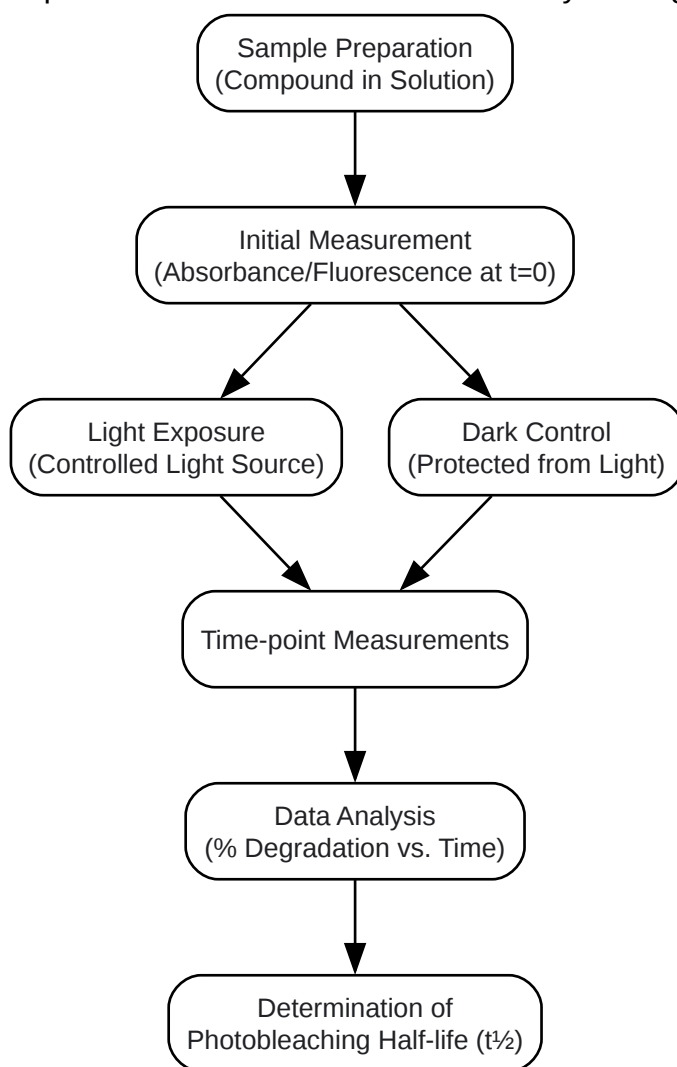 Sample Preparation
(Compound in Solution)
Initial Measurement
(Absorbance/Fluorescence at t=0)
Light Exposure
(Controlled Light Source)
Dark Control
(Protected from Light)
Time-point Measurements
Data Analysis
(% Degradation vs. Time)
Determination of
Photobleaching Half-life (t½)